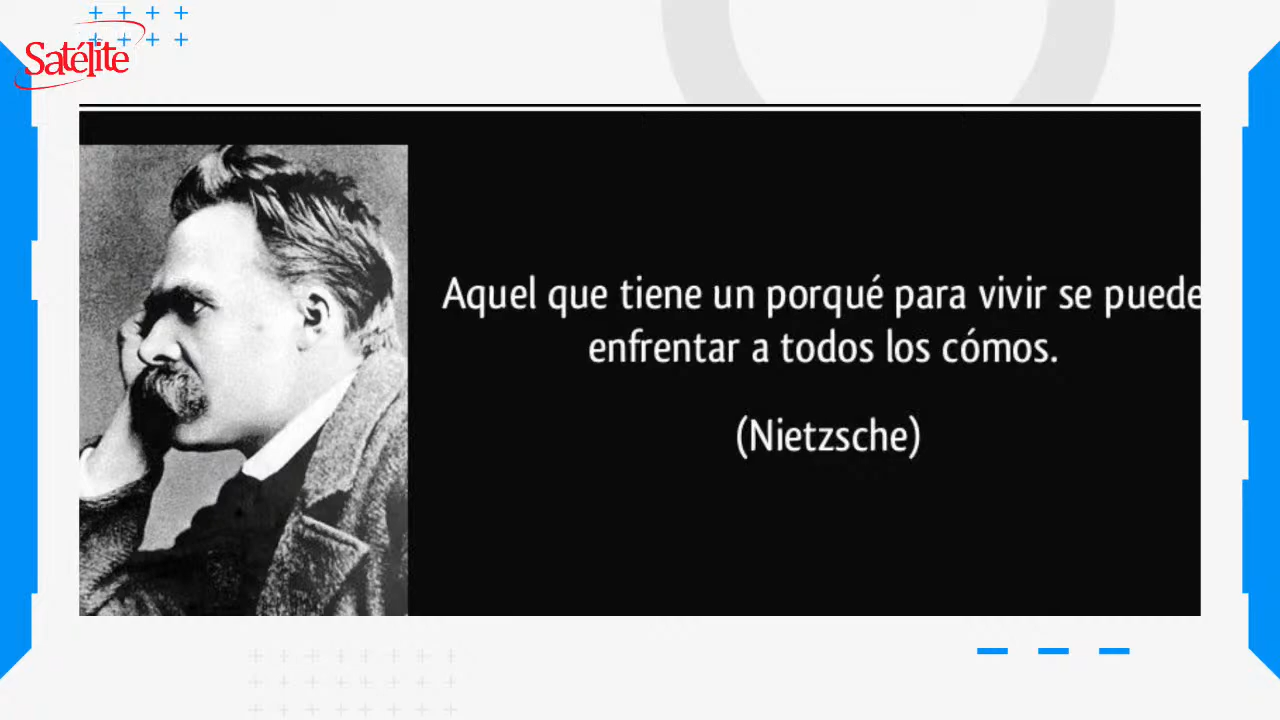 Satélite
Aquel que tiene un porqué para vivir se puede
enfrentar a todos los cómos.
(Nietzsche)